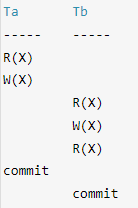 Ta Tb
----- -----
R(X)
W(X)
R(X)
W(X)
R(X)
commit
commit